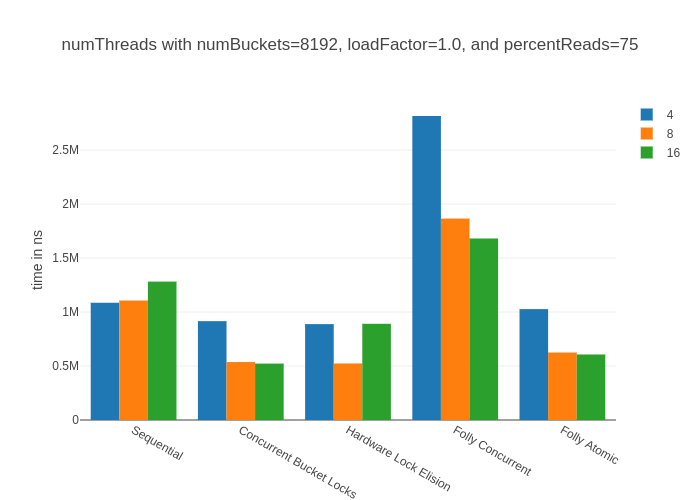 numThreads with numBuckets=8192, loadFactor=1.0, and percentReads=75
4
8
16
2.5M
2M
1.5M
1M
0.5M
0
time in ns
Sequential
Concurrent Bucket Locks
Hardware Lock Elision
Folly Concurrent
Folly Atomic